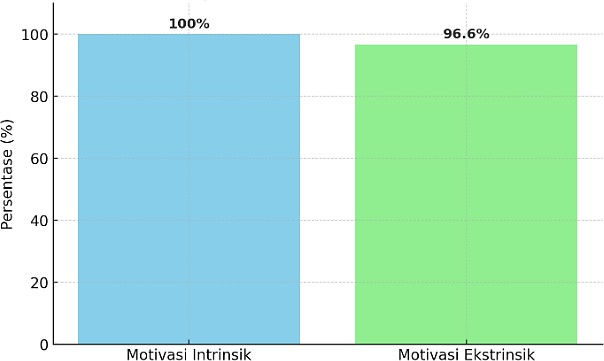 Persentase (%)
100
80
60
40
20
0
100%
96.6%
Motivasi Intrinsik
Motivasi Ekstrinsik